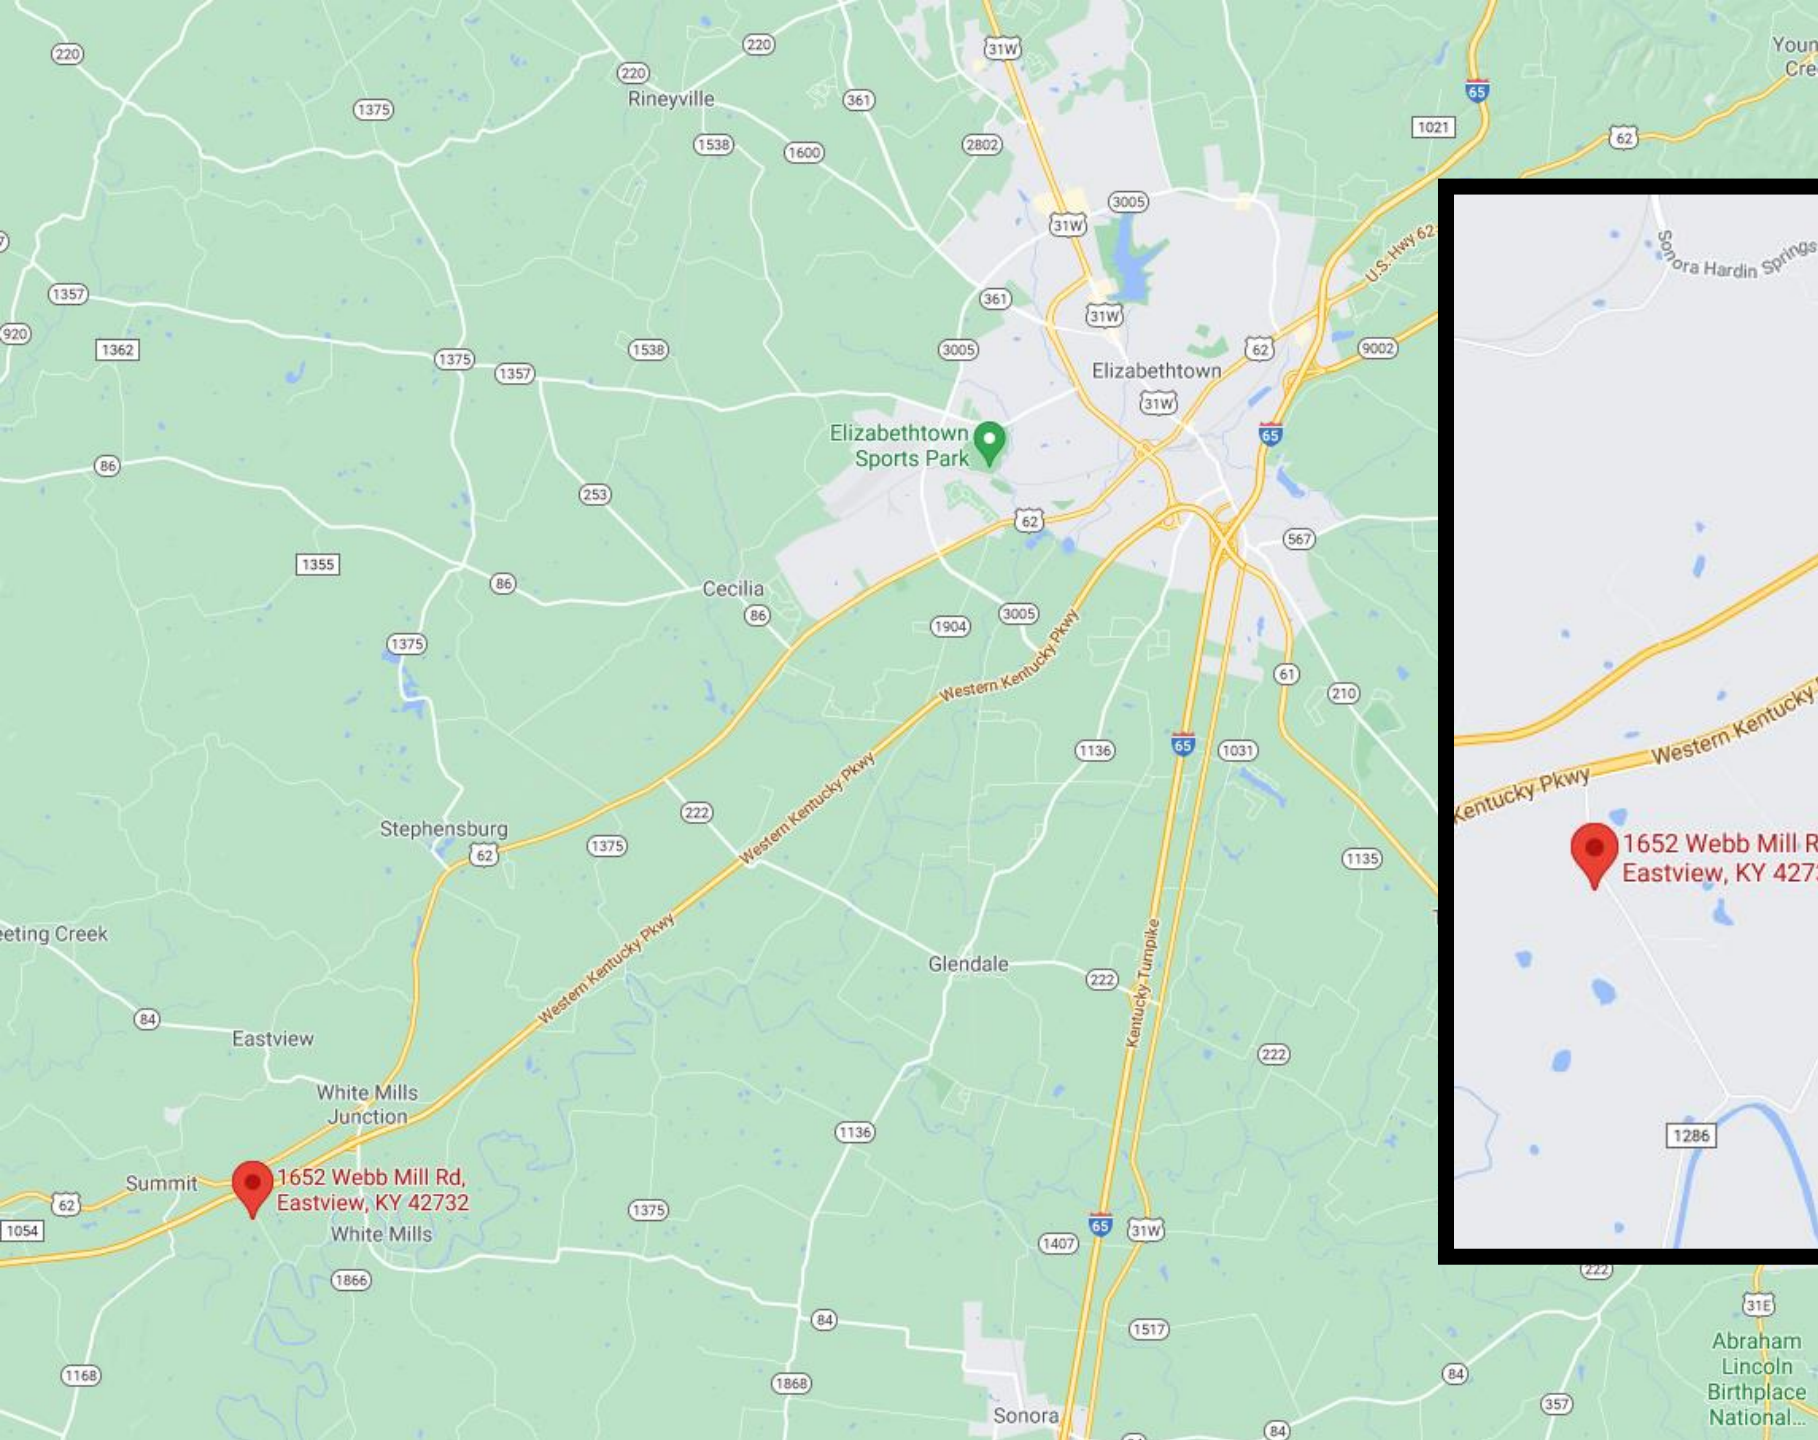 220
220
220
31W
65
Youn
Cre
Rineyville
1375
361
1021
62
1538
1600
2802
3005
31W
U.S. Hwy 62
Sonora Hardin Springs
1357
361
31W
920
1362
1375
1357
1538
3005
62
9002
Elizabethtown
31W
Elizabethtown
Sports Park
65
86
253
62
567
1355
86
Cecilia
86
1904
3005
Western Kentucky Pkwy
1375
61
210
Western Kentucky Pkwy
Western Kentucky
65
1136
1031
Western Kentucky Pkwy
Kentucky Pkwy
222
Stephensburg
62
1375
1135
1652 Webb Mill R
Eastview, KY 427
eeting Creek
Western Kentucky Pkwy
Glendale
222
Kentucky Turnpike
84
Eastview
222
White Mills
Junction
1136
1286
Summit
1652 Webb Mill Rd,
Eastview, KY 42732
62
1054
White Mills
1375
1407
65
31W
1866
222
84
1517
31E
Abraham
Lincoln
Birthplace
National...
1168
1868
84
357
Sonora
84